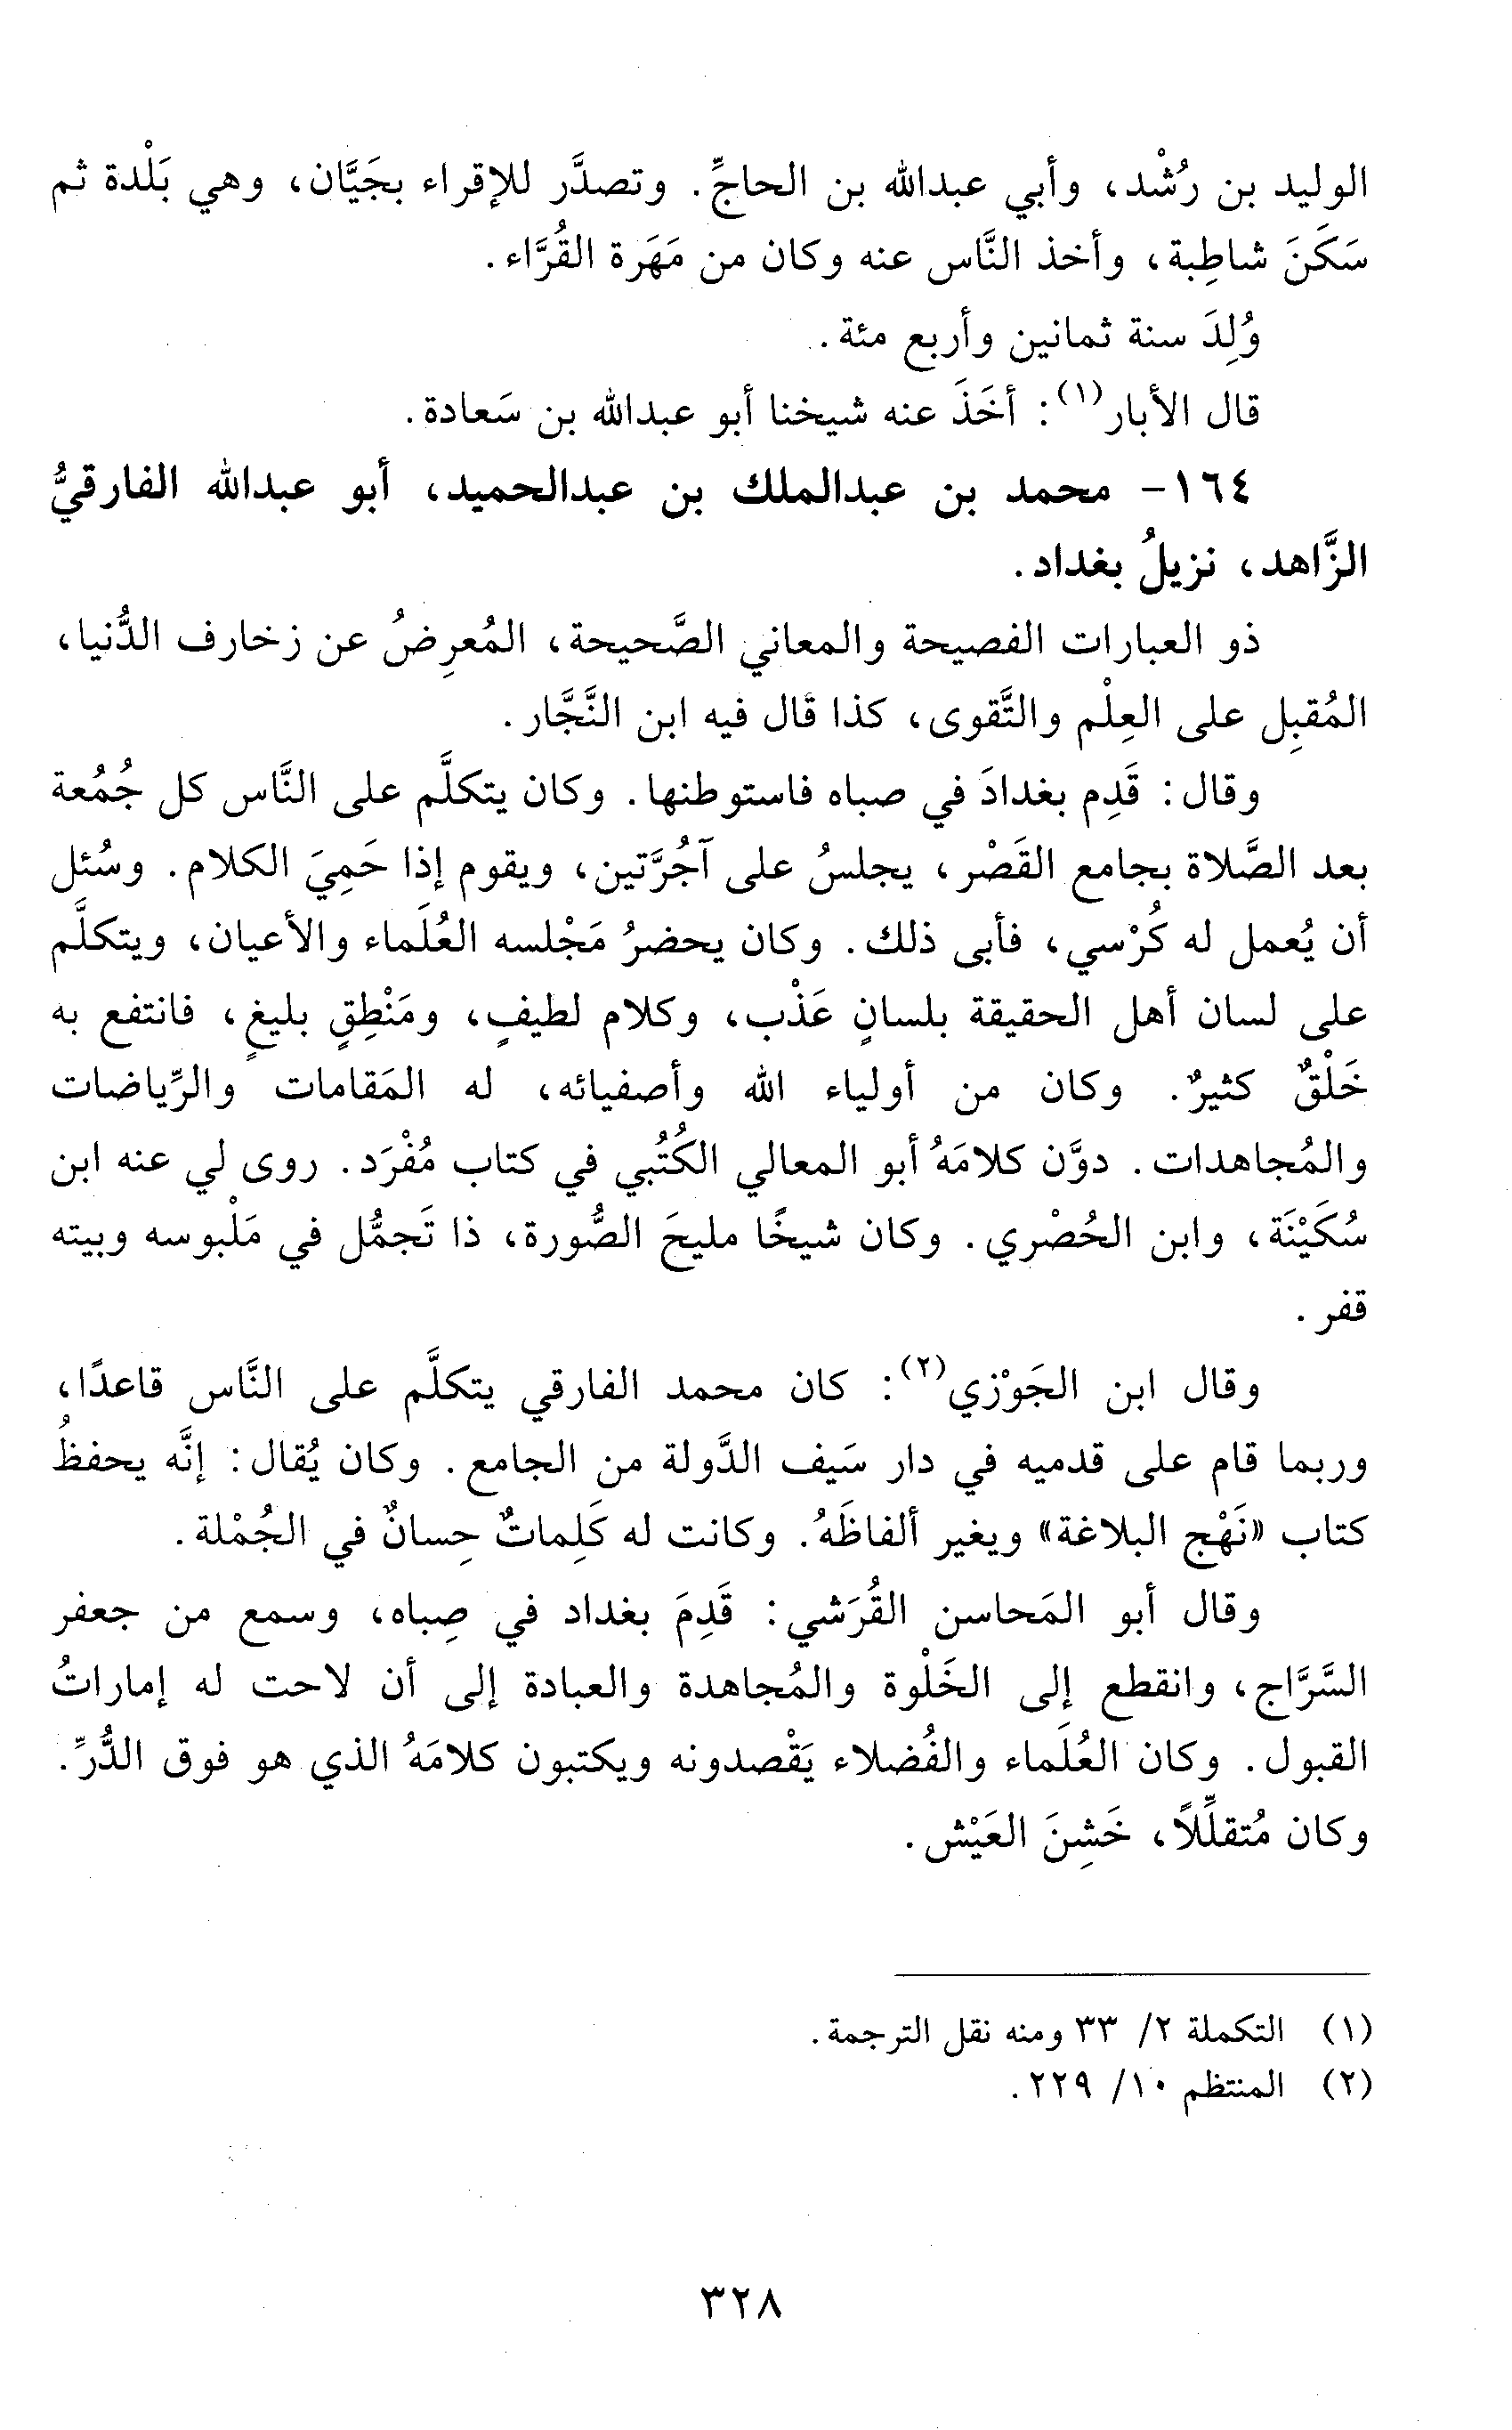 الوليد بن رُشْد، وأبي عبدالله بن الحاجِّ. وتصدَّر للإقراء بجَيَّان، وهي بَلْدة ثم
سَكَنَ شاطِبة، وأخذ النَّاس عنه وكان من مَهَرة القُرَّاء.
وُلِدَ سنة ثمانين وأربع مئة.
قال الأبار(١): أخَذَ عنه شيخنا أبو عبدالله بن سَعادة.
١٦٤- محمد بن عبدالملك بن عبدالحميد، أبو عبدالله الفارقيُّ
الزَّاهد، نزيلُ بغداد.
ذو العبارات الفصيحة والمعاني الصَّحيحة، المُعرِضُ عن زخارف الدُّنيا،
المُقبِل على العِلْم والتَّقوى، كذا قال فيه ابن النَّجَّار.
وقال: قَدِم بغدادَ في صباه فاستوطنها. وكان يتكلَّم على النَّاس كل جُمُعة
بعد الصَّلاة بجامع القَصْر، يجلسُ على آجُرَّتين، ويقوم إذا حَمِيَ الكلام. وسُئل
أن يُعمل له كُرْسي، فأبى ذلك. وكان يحضرُ مَجْلسه العُلَماء والأعيان، ويتكلَّم
على لسان أهل الحقيقة بلسانٍ عَذْب، وكلام لطيفٍ، ومَنْطِقٍ بليغٍ، فانتفع به
خَلْقٌ كثيرٌ. وكان من أولياء الله وأصفيائه، له المَقامات والرِّياضات
والمُجاهدات. دوَّن كلامَهُ أبو المعالي الكُتُبي في كتاب مُفْرَد. روى لي عنه ابن
سُكَيْنَة، وابن الحُصْري. وكان شيخًا مليحَ الصُّورة، ذا تَجمُّل في مَلْبوسه وبيته
قفر.
وقال ابن الجَوْزي(٢): كان محمد الفارقي يتكلَّم على النَّاس قاعدًا،
وربما قام على قدميه في دار سَيف الدَّولة من الجامع. وكان يُقال: إنَّه يحفظُ
كتاب «نَهْج البلاغة» ويغير ألفاظَهُ. وكانت له كَلِماتٌ حِسانٌ في الجُمْلة.
وقال أبو المَحاسن القُرَشي: قَدِمَ بغداد في صِباه، وسمع من جعفر
السَّرَّاج، وانقطع إلى الخَلْوة والمُجاهدة والعبادة إلى أن لاحت له إماراتُ
القبول. وكان العُلَماء والفُضلاء يَقْصدونه ويكتبون كلامَهُ الذي هو فوق الدُّرِّ.
وكان مُتقلِّلاً، خَشِنَ العَيْش.
(١) التكملة ٢/ ٣٣ ومنه نقل الترجمة.
(٢) المنتظم ١٠/ ٢٢٩.
٣٢٨